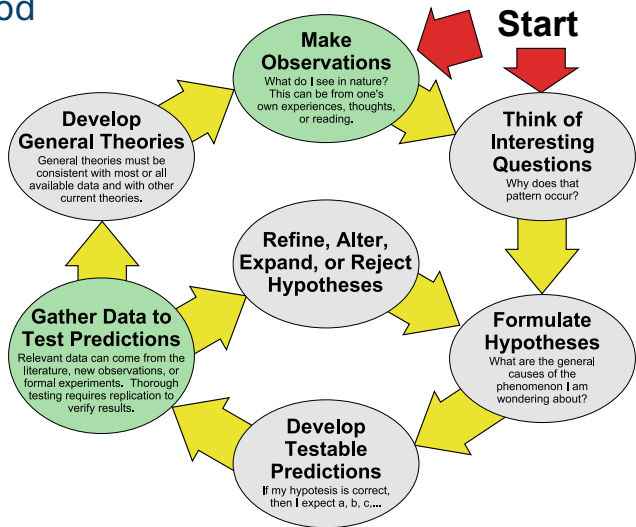 od
Start
Make
Observations
What do I see in nature?
This can be from one's
own experiences, thoughts,
or reading.
Think of
Interesting
Questions
Why does that
pattern occur?
Formulate
Hypotheses
What are the general
causes of the
phenomenon I am
wondering about?
Develop
Testable
Predictions
If my hypotesis is correct,
then I expect a, b, c,...
Gather Data to
Test Predictions
Relevant data can come from the
literature, new observations, or
formal experiments. Thorough
testing requires replication to
verify results.
Refine, Alter,
Expand, or Reject
Hypotheses
Develop
General Theories
General theories must be
consistent with most or all
available data and with other
current theories.